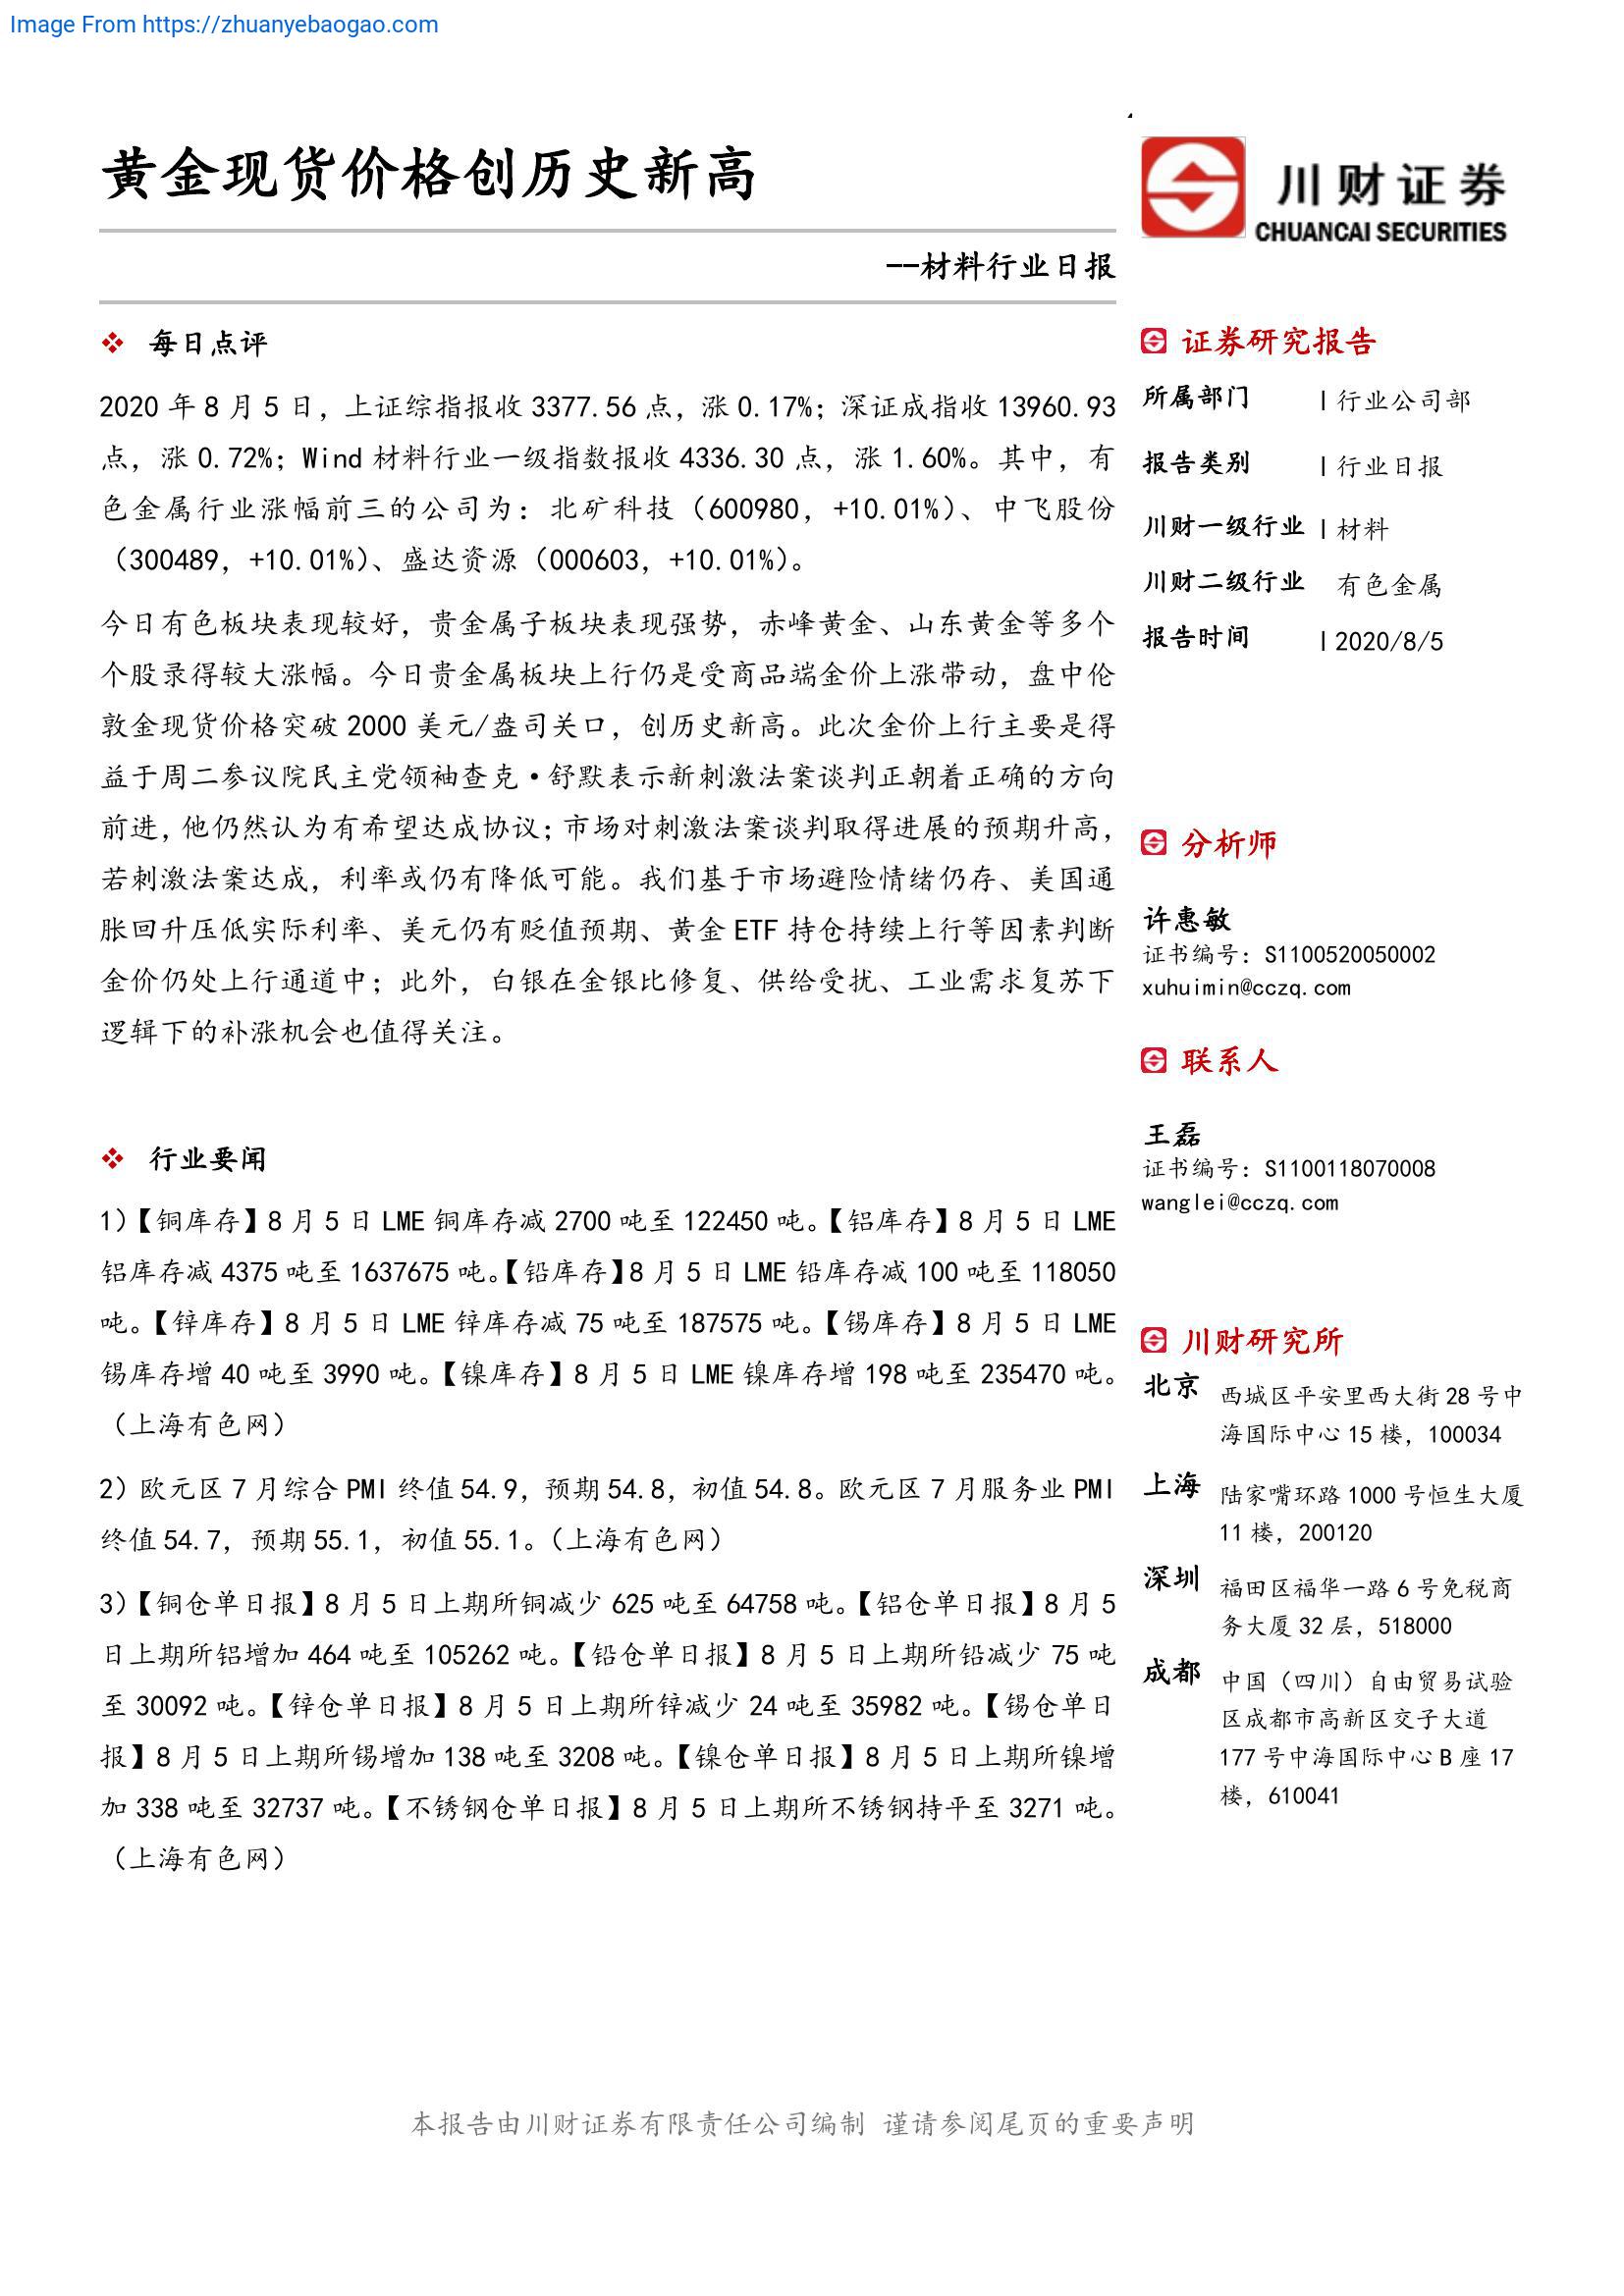 Image From https://zhuanyebaogao.com
黄金现货价格创历史新高
川财证券
CHUANCAI SECURITIES
——材料行业日报
❖ 每日点评
2020 年 8 月 5 日，上证综指报收 3377.56 点，涨 0.17%；深证成指收 13960.93
点，涨 0.72%；Wind 材料行业一级指数报收 4336.30 点，涨 1.60%。其中，有
色金属行业涨幅前三的公司为：北矿科技（600980，+10.01%）、中飞股份
（300489，+10.01%）、盛达资源（000603，+10.01%）。
今日有色板块表现较好，贵金属子板块表现强势，赤峰黄金、山东黄金等多个
个股录得较大涨幅。今日贵金属板块上行仍是受商品端金价上涨带动，盘中伦
敦金现货价格突破 2000 美元/盎司关口，创历史新高。此次金价上行主要是得
益于周二参议院民主党领袖查克·舒默表示新刺激法案谈判正朝着正确的方向
前进，他仍然认为有希望达成协议；市场对刺激法案谈判取得进展的预期升高，
若刺激法案达成，利率或仍有降低可能。我们基于市场避险情绪仍存、美国通
胀回升压低实际利率、美元仍有贬值预期、黄金 ETF 持仓持续上行等因素判断
金价仍处上行通道中；此外，白银在金银比修复、供给受扰、工业需求复苏下
逻辑下的补涨机会也值得关注。
❖ 行业要闻
1）【铜库存】8 月 5 日 LME 铜库存减 2700 吨至 122450 吨。【铝库存】8 月 5 日 LME
铝库存减 4375 吨至 1637675 吨。【铅库存】8 月 5 日 LME 铅库存减 100 吨至 118050
吨。【锌库存】8 月 5 日 LME 锌库存减 75 吨至 187575 吨。【锡库存】8 月 5 日 LME
锡库存增 40 吨至 3990 吨。【镍库存】8 月 5 日 LME 镍库存增 198 吨至 235470 吨。
（上海有色网）
2）欧元区 7 月综合 PMI 终值 54.9，预期 54.8，初值 54.8。欧元区 7 月服务业 PMI
终值 54.7，预期 55.1，初值 55.1。（上海有色网）
3）【铜仓单日报】8 月 5 日上期所铜减少 625 吨至 64758 吨。【铝仓单日报】8 月 5
日上期所铝增加 464 吨至 105262 吨。【铅仓单日报】8 月 5 日上期所铅减少 75 吨
至 30092 吨。【锌仓单日报】8 月 5 日上期所锌减少 24 吨至 35982 吨。【锡仓单日
报】8 月 5 日上期所锡增加 138 吨至 3208 吨。【镍仓单日报】8 月 5 日上期所镍增
加 338 吨至 32737 吨。【不锈钢仓单日报】8 月 5 日上期所不锈钢持平至 3271 吨。
（上海有色网）
证券研究报告
所属部门 | 行业公司部
报告类别 | 行业日报
川财一级行业 | 材料
川财二级行业 有色金属
报告时间 | 2020/8/5
分析师
许惠敏
证书编号：S1100520050002
xuhuimin@cczq.com
联系人
王磊
证书编号：S1100118070008
wanglei@cczq.com
川财研究所
北京 西城区平安里西大街 28 号中
海国际中心 15 楼，100034
上海 陆家嘴环路 1000 号恒生大厦
11 楼，200120
深圳 福田区福华一路 6 号免税商
务大厦 32 层，518000
成都 中国（四川）自由贸易试验
区成都市高新区交子大道
177 号中海国际中心 B 座 17
楼，610041
本报告由川财证券有限责任公司编制 谨请参阅尾页的重要声明